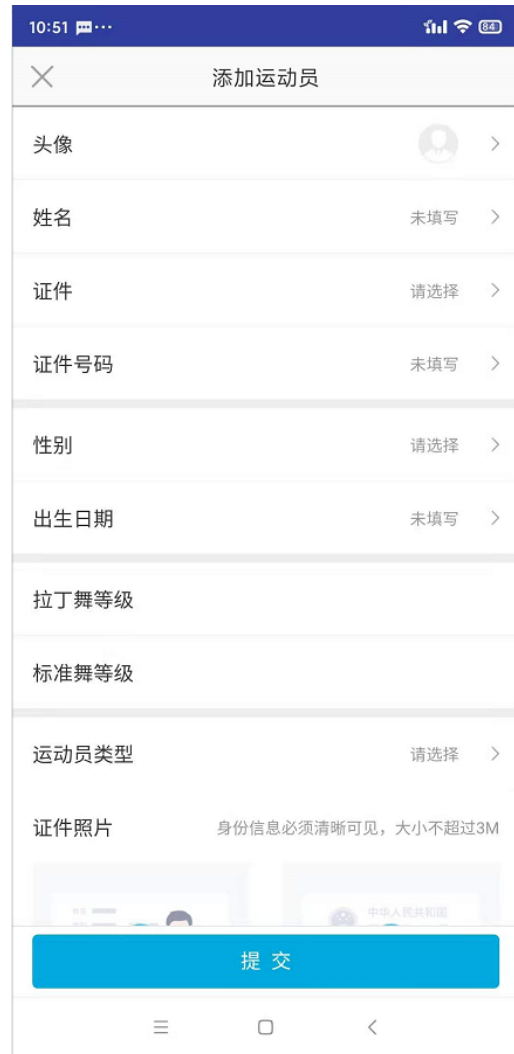 10:51
84
添加运动员
头像
姓名 未填写
证件 请选择
证件号码 未填写
性别 请选择
出生日期 未填写
拉丁舞等级
标准舞等级
运动员类型 请选择
证件照片 身份信息必须清晰可见，大小不超过3M
中华人民共和国
提 交